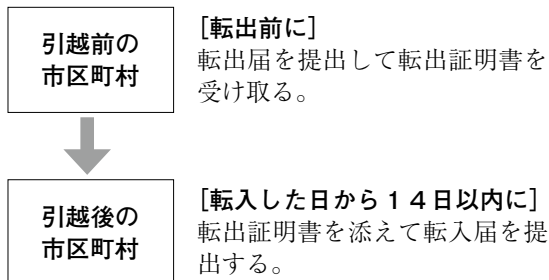 引越前の
市区町村
[転出前に]
転出届を提出して転出証明書を
受け取る。
引越後の
市区町村
[転入した日から１４日以内に]
転出証明書を添えて転入届を提
出する。